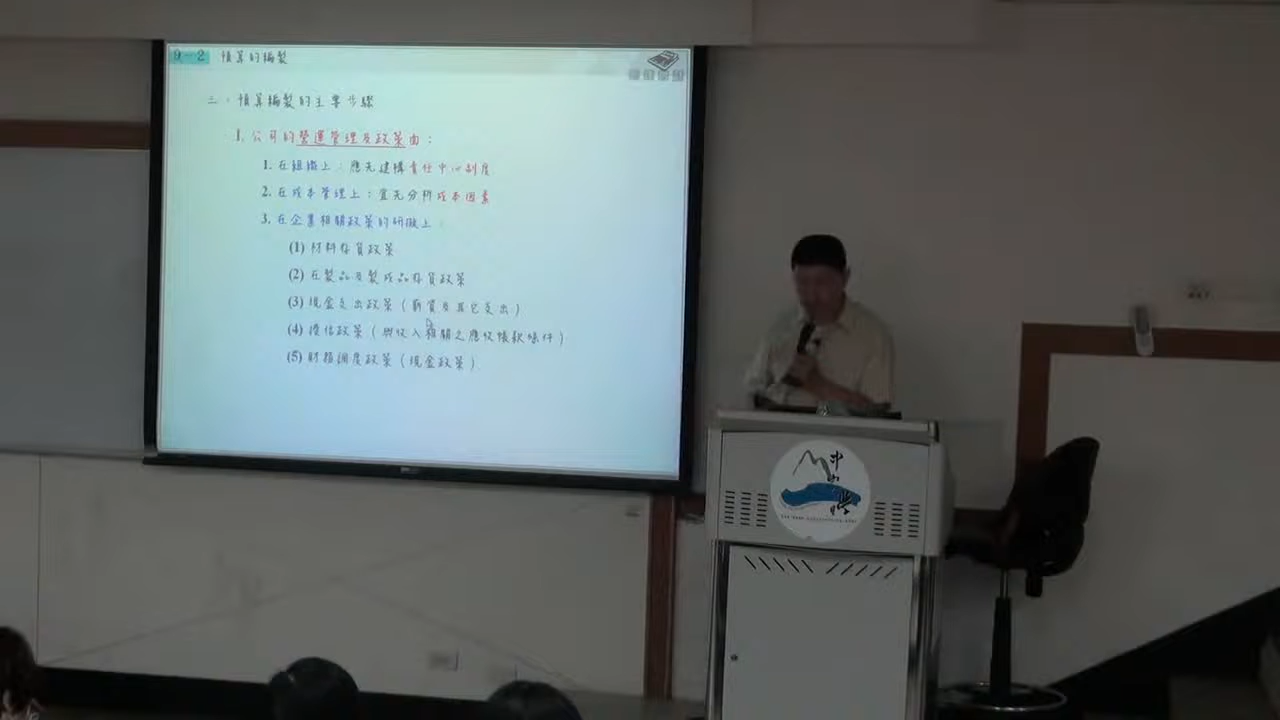 9-2 預算的編製
三、預算編製的主要步驟
1. 公司的營運管理及政策面：
1. 在組織上：應先建構責任中心制度
2. 在成本管理上：宜先分析成本因素
3. 在企業相關政策的研擬上：
(1) 材料存貨政策
(2) 在製品及製成品存貨政策
(3) 現金支出政策（薪資及其它支出）
(4) 授信政策（與收入相關之應收帳款條件）
(5) 財務調度政策（現金政策）
中山